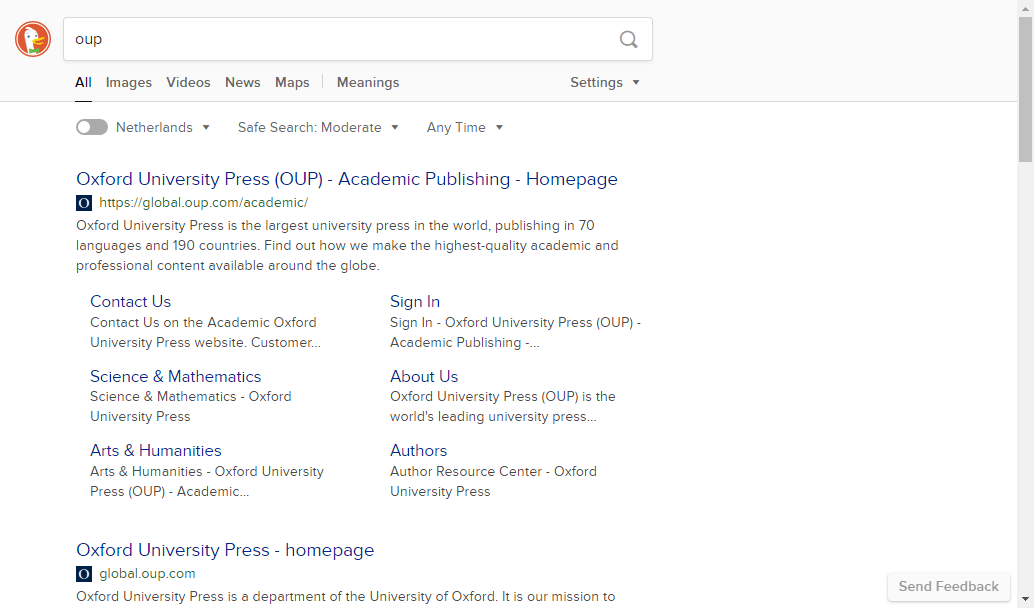 oup
All Images Videos News Maps Meanings Settings
Netherlands Safe Search: Moderate Any Time
Oxford University Press (OUP) - Academic Publishing - Homepage
O https://global.oup.com/academic/
Oxford University Press is the largest university press in the world, publishing in 70
languages and 190 countries. Find out how we make the highest-quality academic and
professional content available around the globe.
Contact Us
Contact Us on the Academic Oxford
University Press website. Customer...
Sign In
Sign In - Oxford University Press (OUP) -
Academic Publishing -...
Science & Mathematics
Science & Mathematics - Oxford
University Press
About Us
Oxford University Press (OUP) is the
world's leading university press...
Arts & Humanities
Arts & Humanities - Oxford University
Press (OUP) - Academic...
Authors
Author Resource Center - Oxford
University Press
Oxford University Press - homepage
O global.oup.com
Oxford University Press is a department of the University of Oxford. It is our mission to
Send Feedback